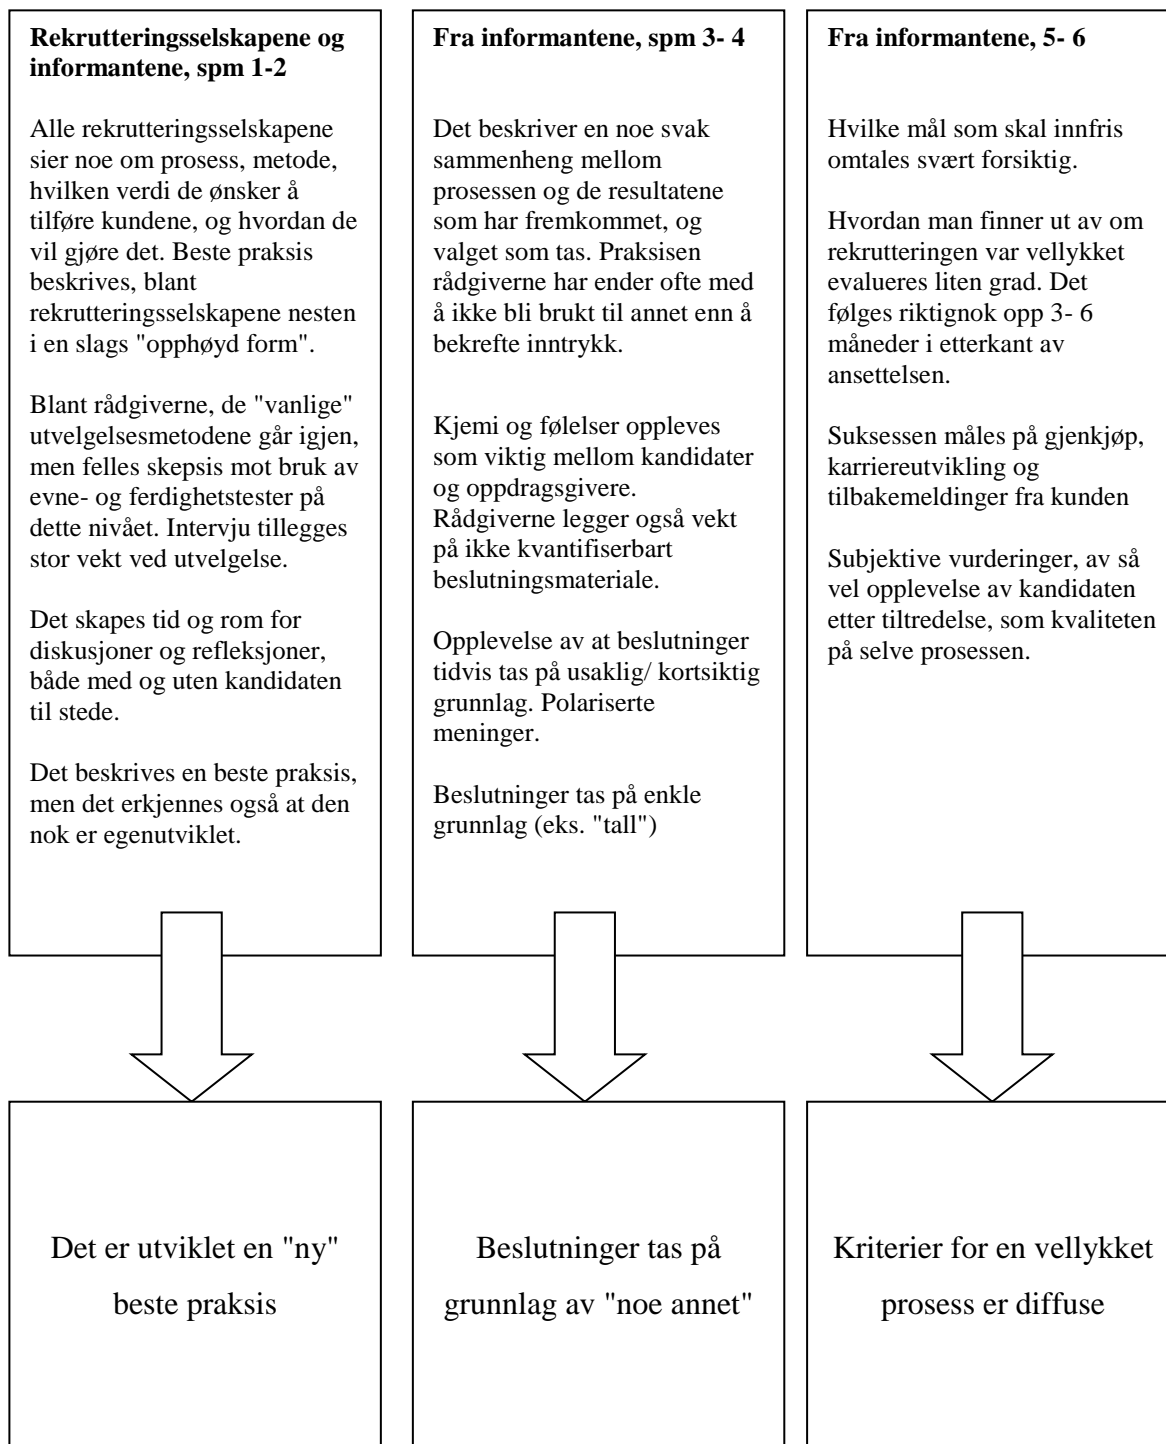 Rekrutteringsselskapene og
informantene, spm 1-2
Alle rekrutteringsselskapene
sier noe om prosess, metode,
hvilken verdi de ønsker å
tilføre kundene, og hvordan de
vil gjøre det. Beste praksis
beskrives, blant
rekrutteringsselskapene nesten
i en slags "opphøyd form".
Blant rådgiverne, de "vanlige"
utvelgelsesmetodene går igjen,
men felles skepsis mot bruk av
evne- og ferdighetstester på
dette nivået. Intervju tillegges
stor vekt ved utvelgelse.
Det skapes tid og rom for
diskusjoner og refleksjoner,
både med og uten kandidaten
til stede.
Det beskrives en beste praksis,
men det erkjennes også at den
nok er egenutviklet.
Fra informantene, spm 3- 4
Det beskriver en noe svak
sammenheng mellom
prosessen og de resultatene
som har fremkommet, og
valget som tas. Praksisen
rådgiverne har ender ofte med
å ikke bli brukt til annet enn å
bekrefte inntrykk.
Kjemi og følelser oppleves
som viktig mellom kandidater
og oppdragsgivere.
Rådgiverne legger også vekt
på ikke kvantifiserbart
beslutningsmateriale.
Opplevelse av at beslutninger
tidvis tas på usaklig/ kortsiktig
grunnlag. Polariserte
meninger.
Beslutninger tas på enkle
grunnlag (eks. "tall")
Fra informantene, 5- 6
Hvilke mål som skal innfris
omtales svært forsiktig.
Hvordan man finner ut av om
rekrutteringen var vellykket
evalueres liten grad. Det
følges riktignok opp 3- 6
måneder i etterkant av
ansettelsen.
Suksessen måles på gjenkjøp,
karriereutvikling og
tilbakemeldinger fra kunden
Subjektive vurderinger, av så
vel opplevelse av kandidaten
etter tiltredelse, som kvaliteten
på selve prosessen.
Det er utviklet en "ny"
beste praksis
Beslutninger tas på
grunnlag av "noe annet"
Kriterier for en vellykket
prosess er diffuse